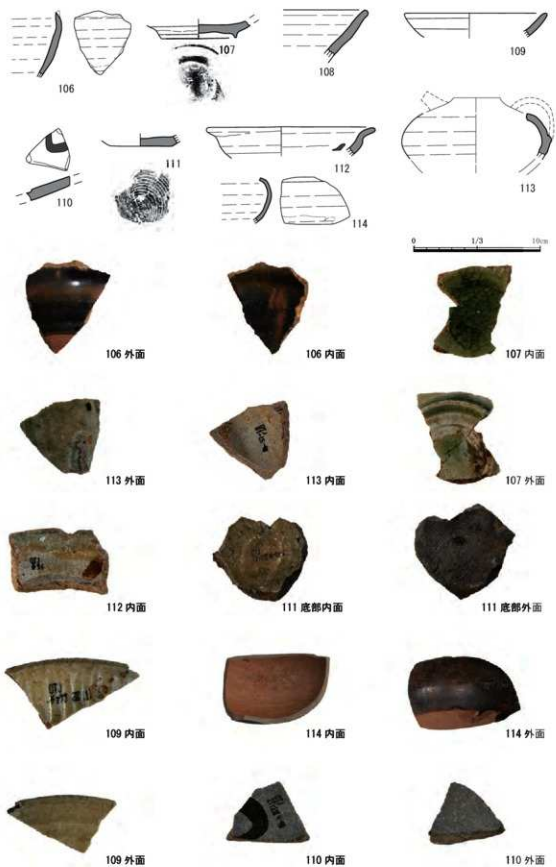 106
107
108
109
110
111
112
113
114
0 1/3 10cm
106 外面
106 内面
107 内面
113 外面
113 内面
107 外面
112 内面
111 底部内面
111 底部外面
109 内面
114 内面
114 外面
109 外面
110 内面
110 外面